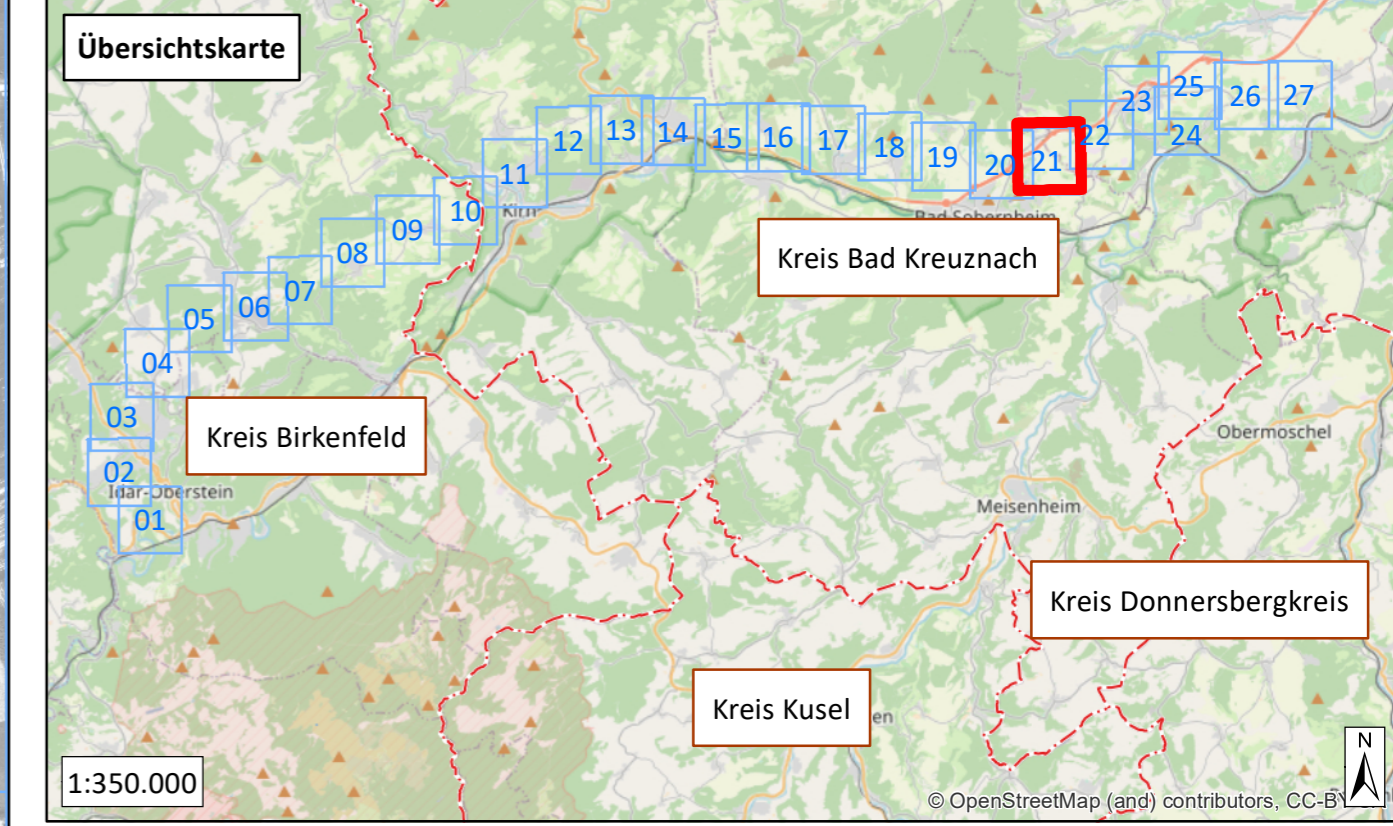 Übersichtskarte
25
23
26
27
12
13
14
15
16
17
18
19
20
21
22
24
11
10
Kirn
09
08
07
06
05
04
03
02
01
Idar-Oberstein
Bad Sobernheim
Kreis Bad Kreuznach
Kreis Birkenfeld
Obermoschel
Meisenheim
Kreis Donnersbergkreis
Kreis Kusel
en
N
1:350.000
© OpenStreetMap (and) contributors, CC-BY